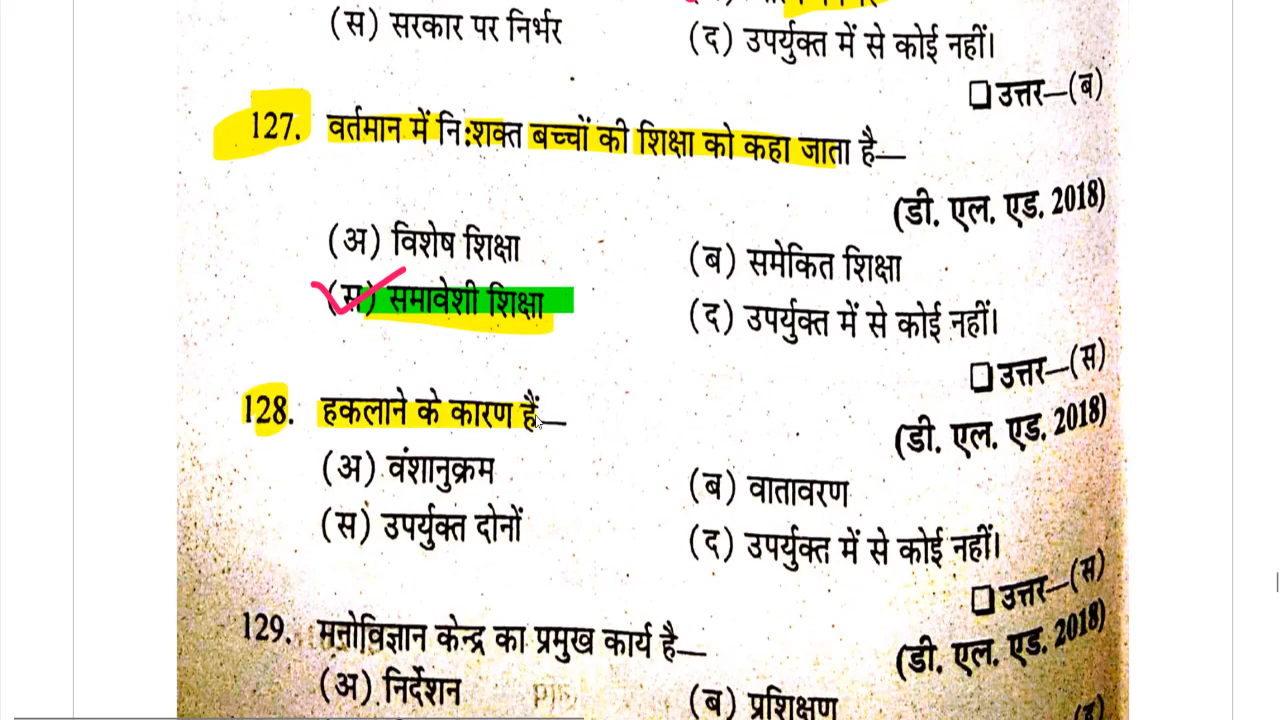 (स) सरकार पर निर्भर (द) उपर्युक्त में से कोई नहीं।
❑ उत्तर—(ब)
127. वर्तमान में नि:शक्त बच्चों की शिक्षा को कहा जाता है—
(डी. एल. एड. 2018)
(अ) विशेष शिक्षा (ब) समेकित शिक्षा
(स) समावेशी शिक्षा (द) उपर्युक्त में से कोई नहीं।
❑ उत्तर—(स)
128. हकलाने के कारण हैं—
(डी. एल. एड. 2018)
(अ) वंशानुक्रम (ब) वातावरण
(स) उपर्युक्त दोनों (द) उपर्युक्त में से कोई नहीं।
❑ उत्तर—(स)
129. मनोविज्ञान केन्द्र का प्रमुख कार्य है—
(डी. एल. एड. 2018)
(अ) निर्देशन (ब) प्रशिक्षण